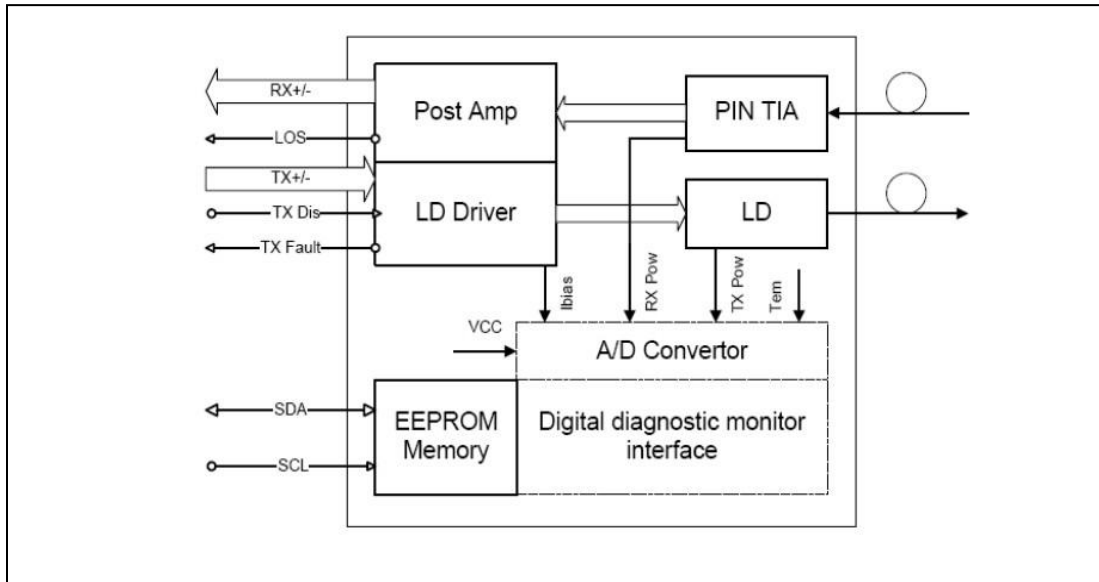 RX+/-
Post Amp
PIN TIA
LOS
TX+/-
LD Driver
LD
TX Dis
TX Fault
Ibias
RX Pow
TX Pow
Tem
VCC
A/D Convertor
SDA
EEPROM
Memory
Digital diagnostic monitor
interface
SCL